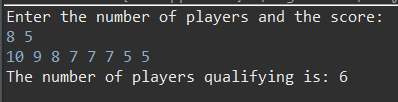 Enter the number of players and the score:
8 5
10 9 8 7 7 7 5 5
The number of players qualifying is: 6